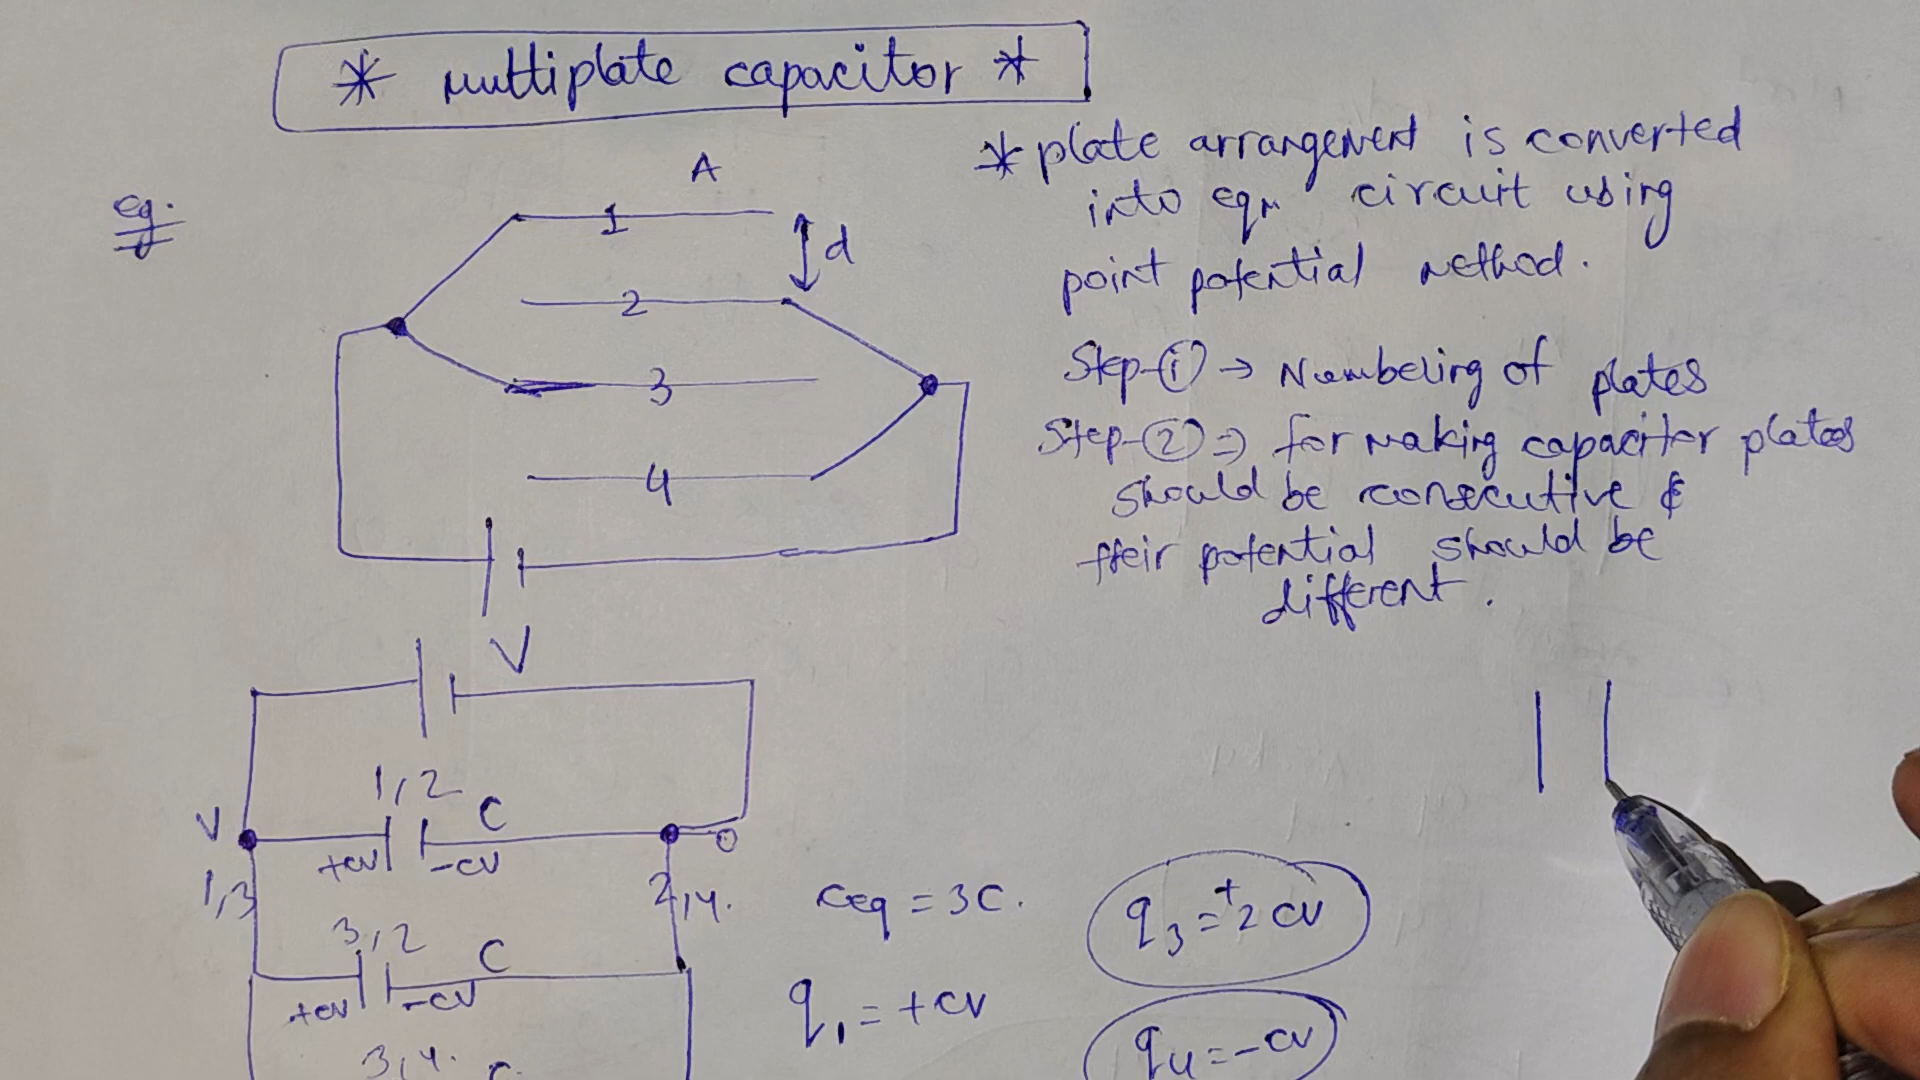 * Multiplate capacitor *
eg.
A
1
d
2
3
4
V
* plate arrangement is converted
into eqn circuit using
point potential method.
Step-① → Numbering of plates
Step-② ⇒ for making capacitor plates
should be consecutive &
their potential should be
different.
1,2
C
V
+cv
-cv
0
1,3
2,4.
3,2
C
+cv
-cv
3,4.
C
Ceq = 3C.
q1 = +cv
q3 = +2cv
q4 = -cv